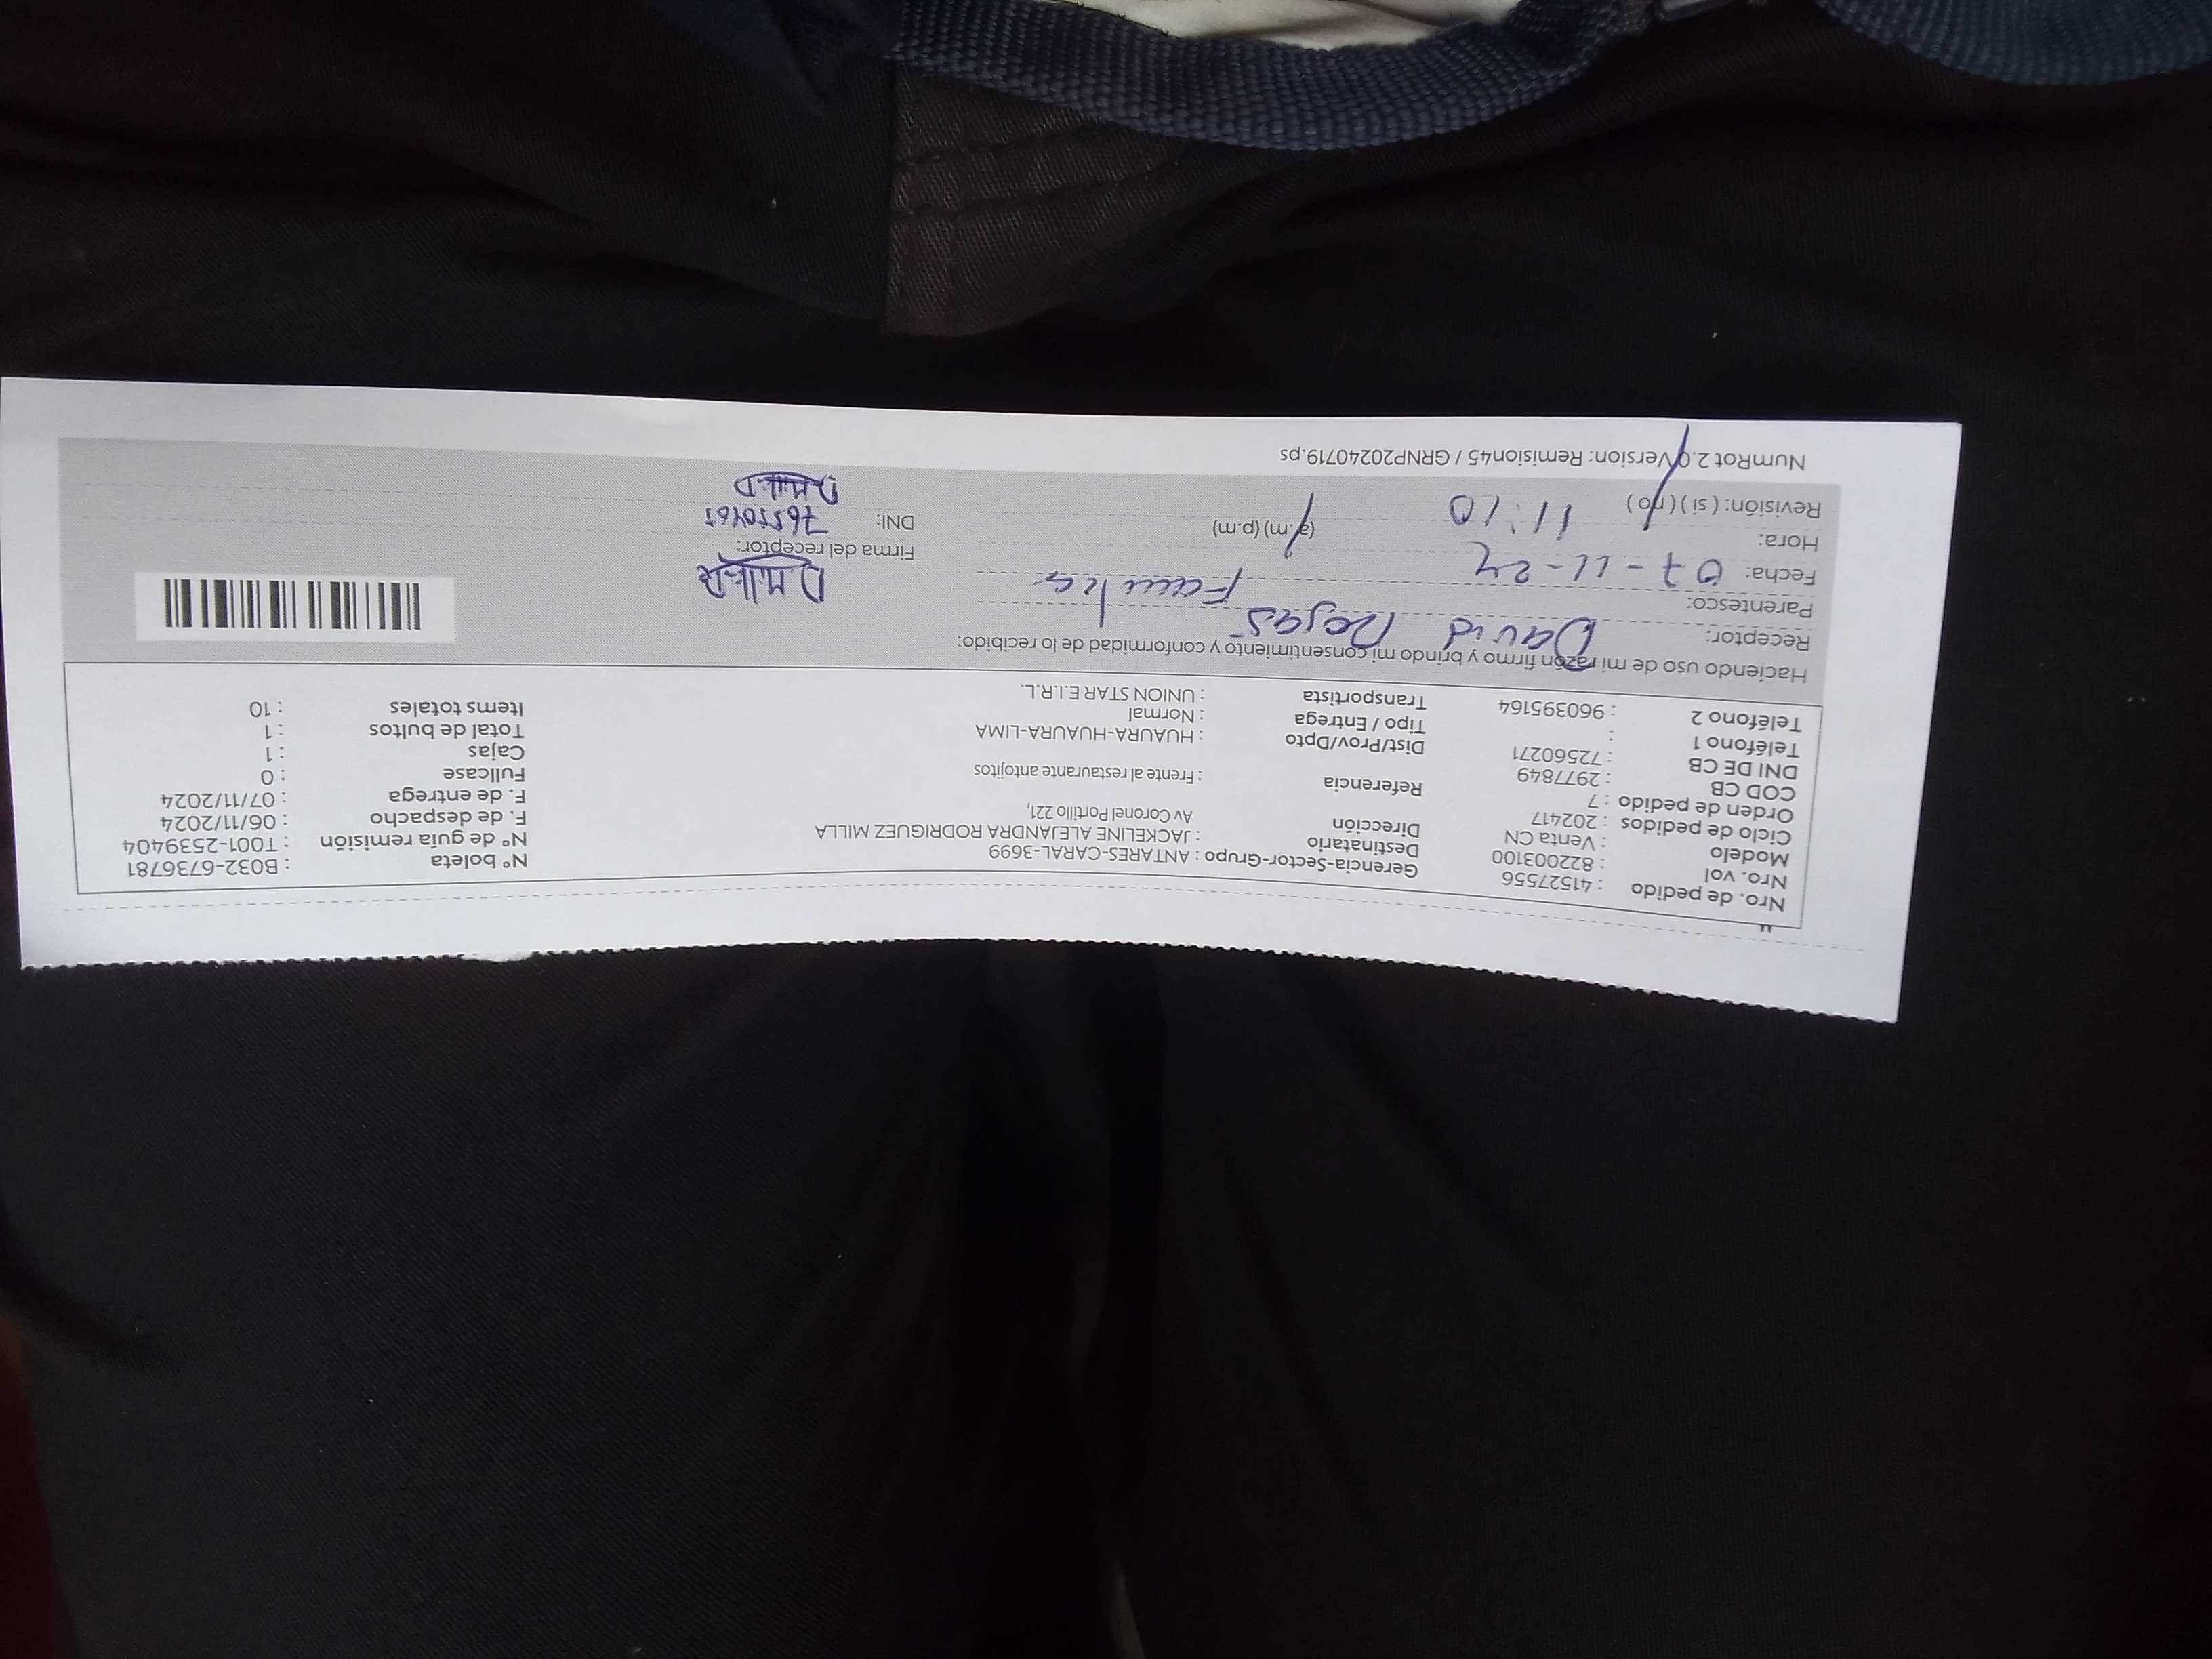 Nro. de pedido : 41527556 Gerencia-Sector-Grupo : ANTARES-CARAL-3699 N° boleta : B032-6736781
Nro. vol : 822003100 Destinatario : JACKELINE ALEJANDRA RODRIGUEZ MILLA N° de guía remisión : T001-2539404
Modelo : Venta CN Dirección Av Coronel Portillo 221, F. de despacho : 06/11/2024
Ciclo de pedidos : 202417 Referencia : Frente al restaurante antojitos F. de entrega : 07/11/2024
Orden de pedido : 7 Dist/Prov/Dpto : HUAURA-HUAURA-LIMA Fullcase : 0
COD CB : 2977849 Tipo / Entrega : Normal Cajas : 1
DNI DE CB : 72560271 Transportista : UNION STAR E.I.R.L. Total de bultos : 1
Teléfono 1 : Items totales : 10
Teléfono 2 : 960395164
Haciendo uso de mi razón firmo y brindo mi consentimiento y conformidad de lo recibido:
Receptor: David Rojas
Parentesco: Familia
Fecha: 07-11-24 Firma del receptor:
Hora: 11:10 (a.m) (p.m) DNI:
Revisión: ( si ) ( no )
NumRot 2.0 Version: Remision45 / GRNP20240719.ps